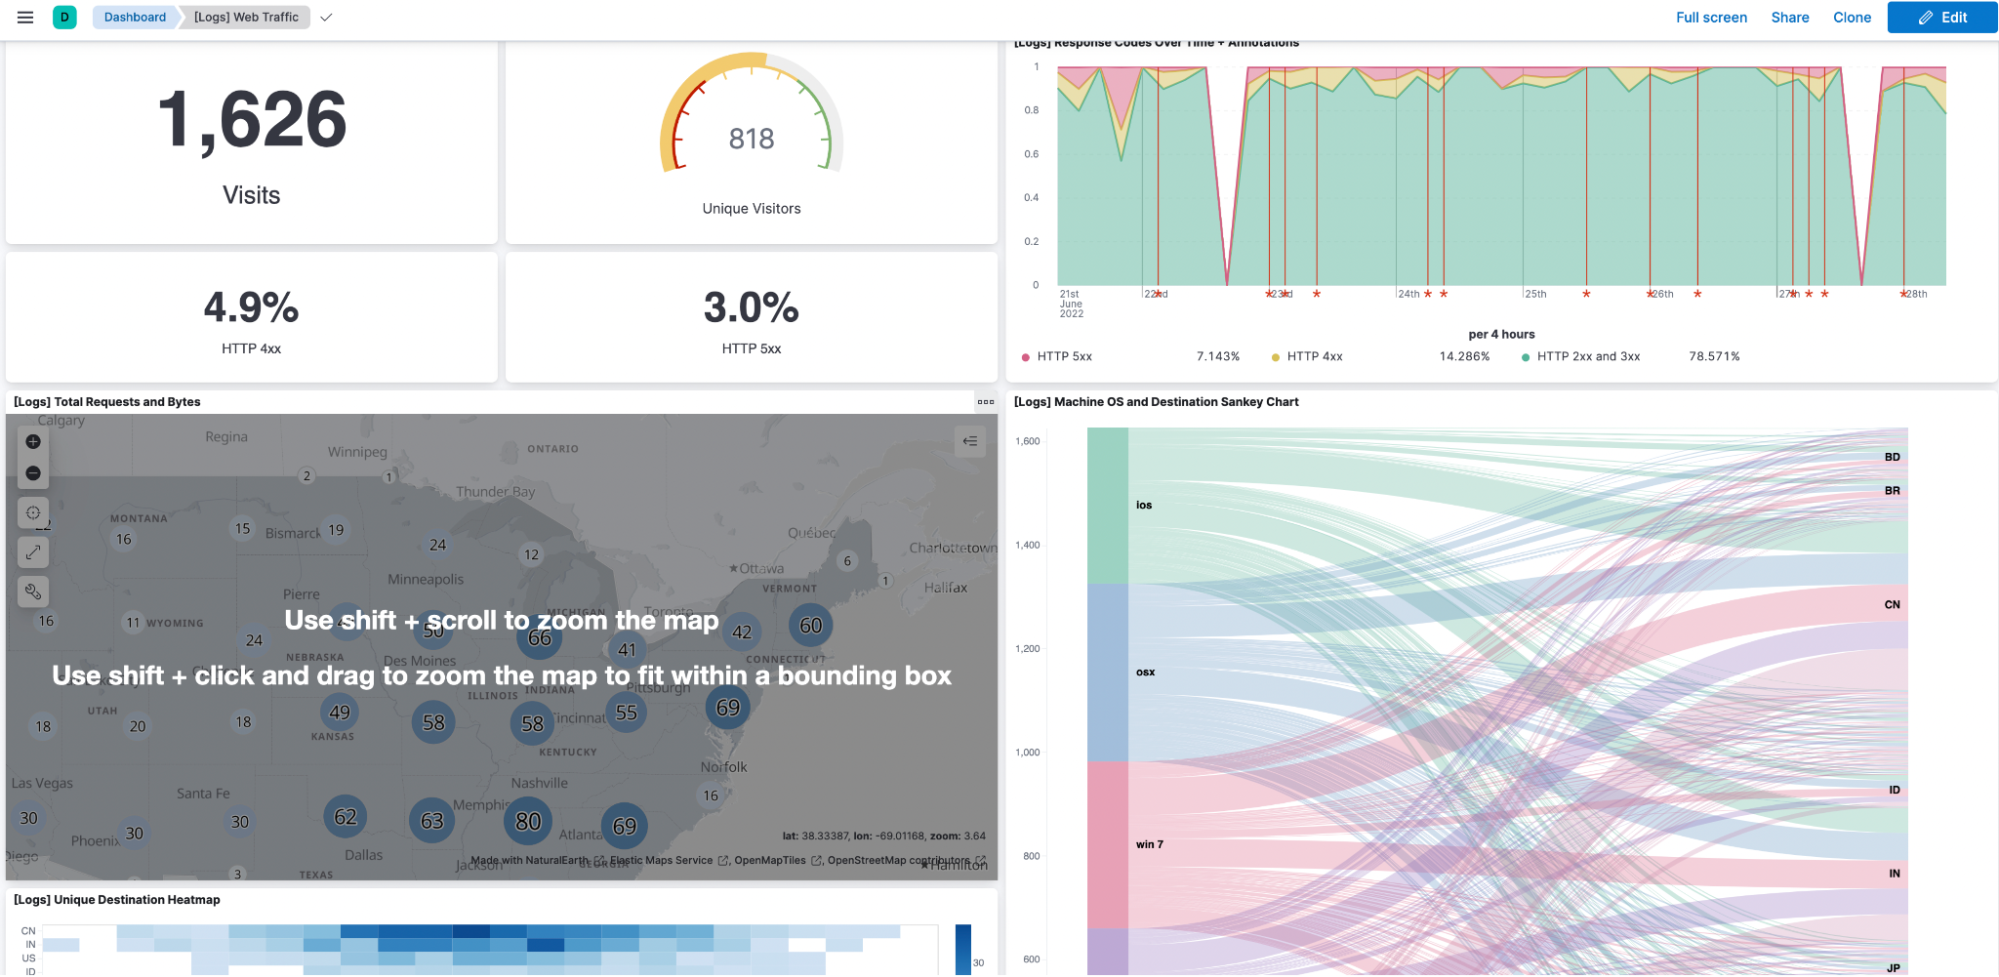 D
Dashboard
[Logs] Web Traffic
Full screen
Share
Clone
Edit
1,626
Visits
818
Unique Visitors
4.9%
HTTP 4xx
3.0%
HTTP 5xx
[Logs] Response Codes Over Time + Annotations
1
0.8
0.6
0.4
0.2
0
21st
June
2022
22nd
23rd
24th
25th
26th
27th
28th
per 4 hours
HTTP 5xx 7.143%
HTTP 4xx 14.286%
HTTP 2xx and 3xx 78.571%
[Logs] Total Requests and Bytes
Calgary
Regina
Winnipeg
ONTARIO
2
1
Thunder Bay
MONTANA
16
15
Bismarck
19
24
12
Québec
6
Charlottetown
Ottawa
1
Minneapolis
VERMONT
Halifax
Pierre
MICHIGAN
Toronto
16
11
WYOMING
24
50
66
41
42
60
Use shift + scroll to zoom the map
NEBRASKA
Des Moines
CONNECTICUT
Use shift + click and drag to zoom the map to fit within a bounding box
ILLINOIS
INDIANA
Pittsburgh
UTAH
18
20
18
49
KANSAS
58
58
55
69
KENTUCKY
Norfolk
Las Vegas
Nashville
Santa Fe
16
30
30
30
62
63
Memphis
80
Atlanta
69
Phoenix
Dallas
lat: 38.33387, lon: -69.01168, zoom: 3.64
Made with NaturalEarth, Elastic Maps Service, OpenMapTiles, OpenStreetMap contributors
Jackson
GEORGIA
Hamilton
3
TEXAS
[Logs] Machine OS and Destination Sankey Chart
1,600
1,400
1,200
1,000
800
600
ios
osx
win 7
BD
BR
CN
ID
IN
JP
[Logs] Unique Destination Heatmap
CN
IN
US
ID
30